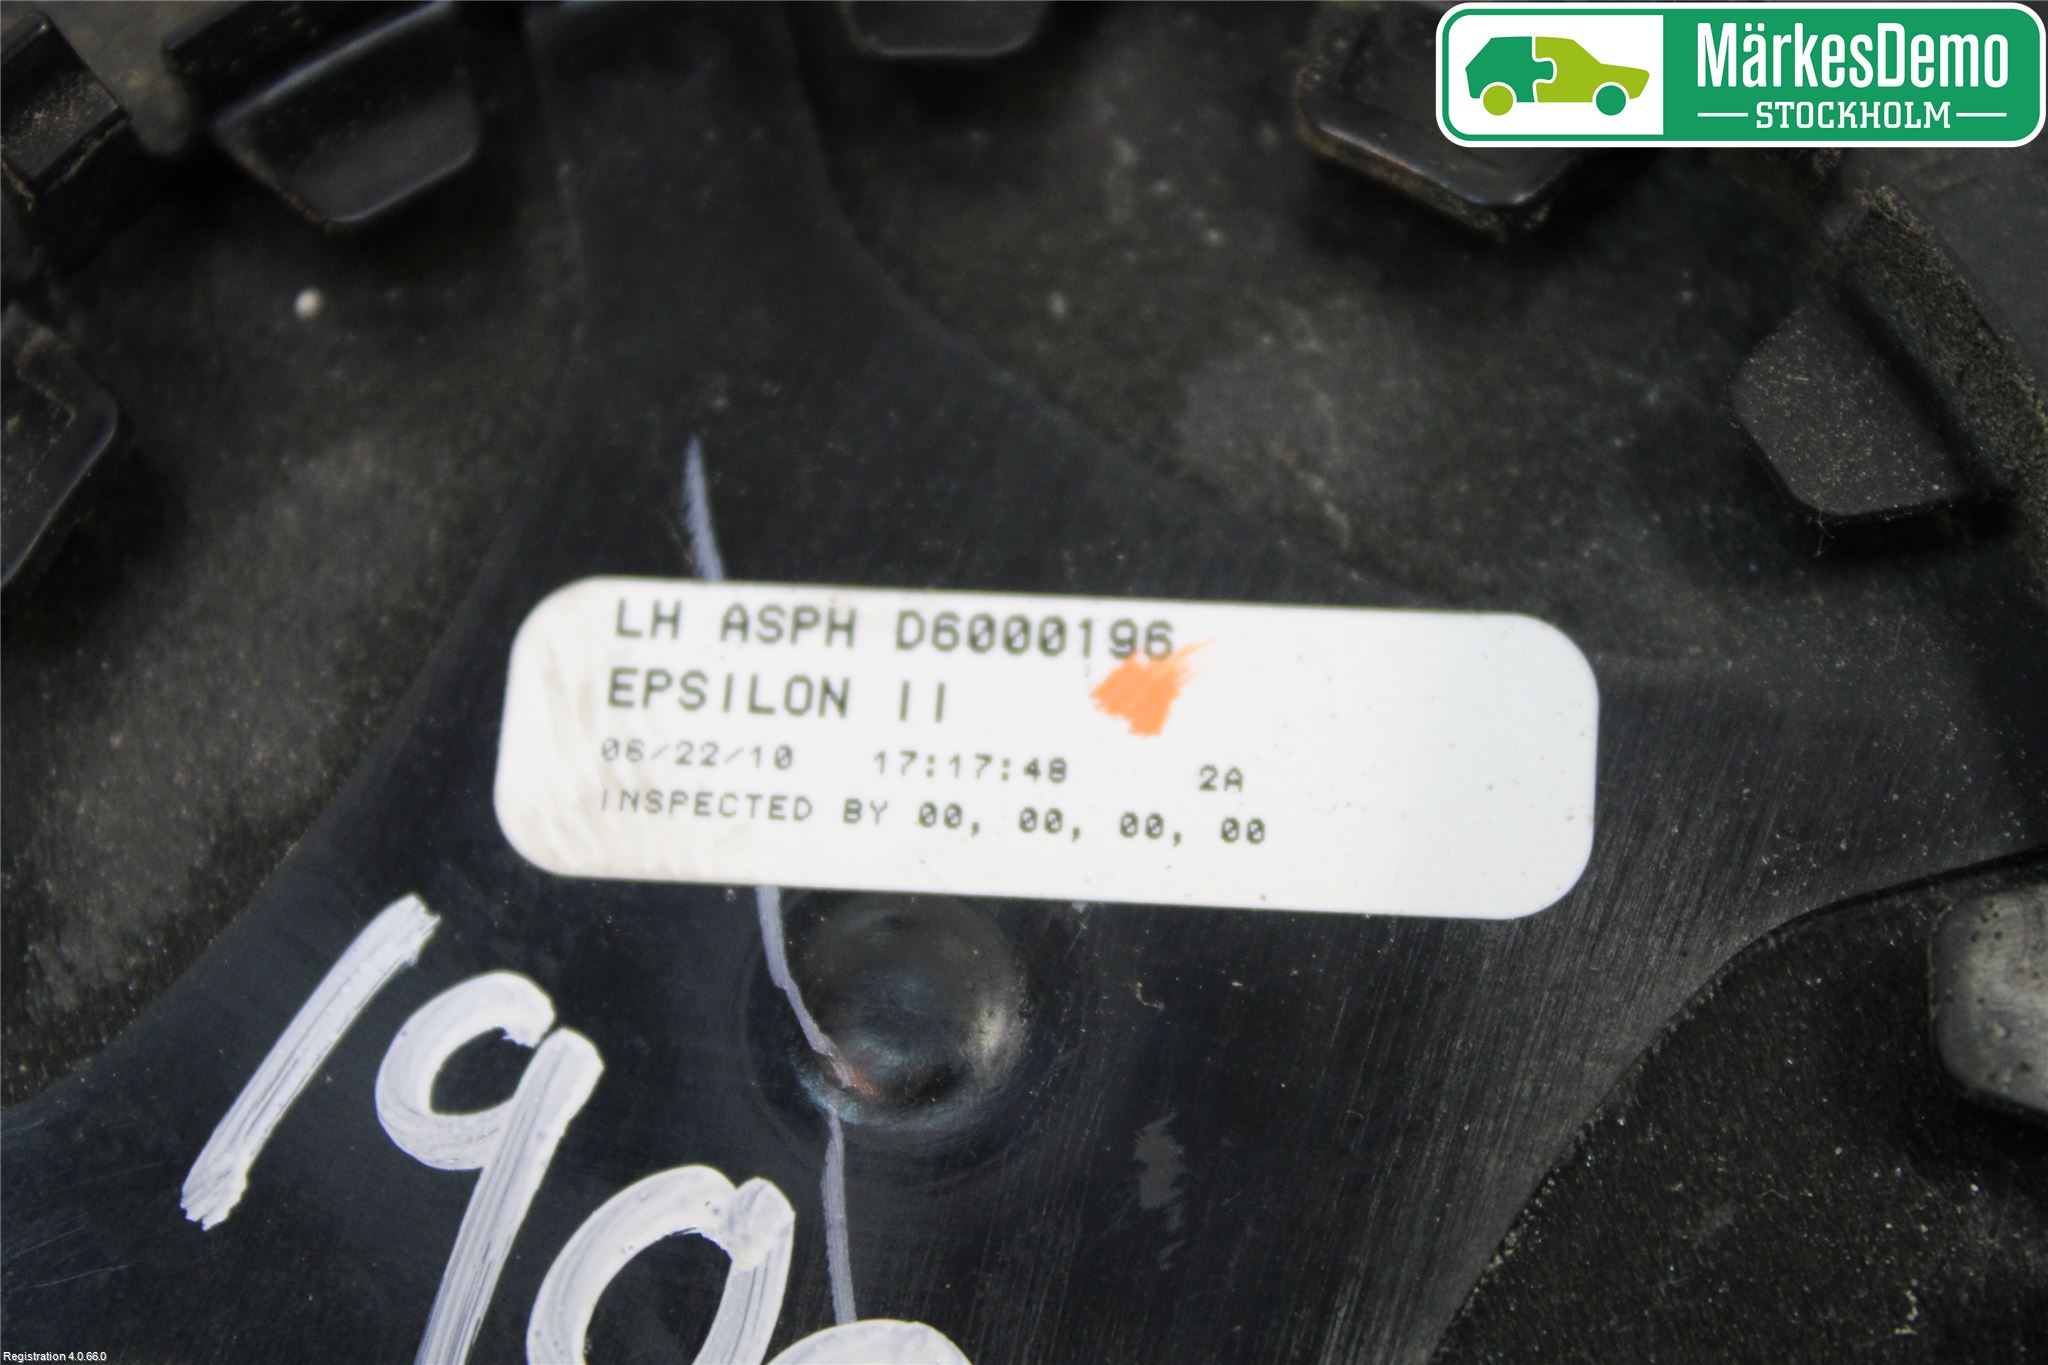 MärkesDemo
STOCKHOLM
LH ASPH D6000196
EPSILON II
06/22/10 17:17:48 2A
INSPECTED BY 00, 00, 00, 00
Registration 4.0.66.0